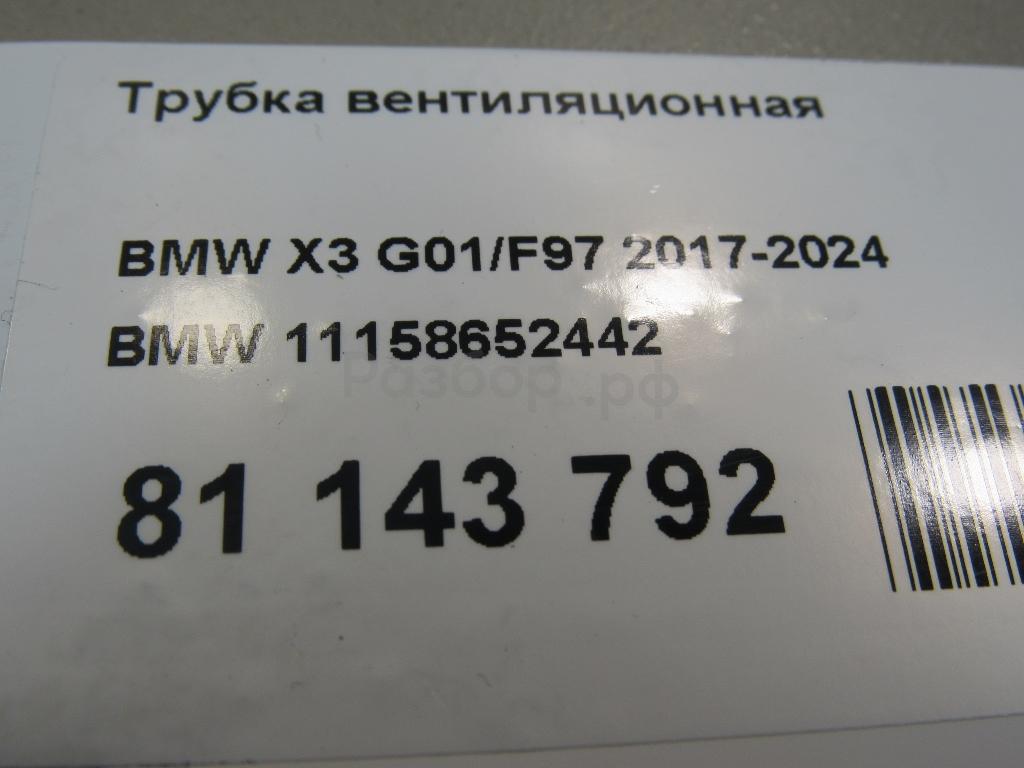 Трубка вентиляционная
BMW X3 G01/F97 2017-2024
BMW 11158652442
Разбор.рф
81 143 792